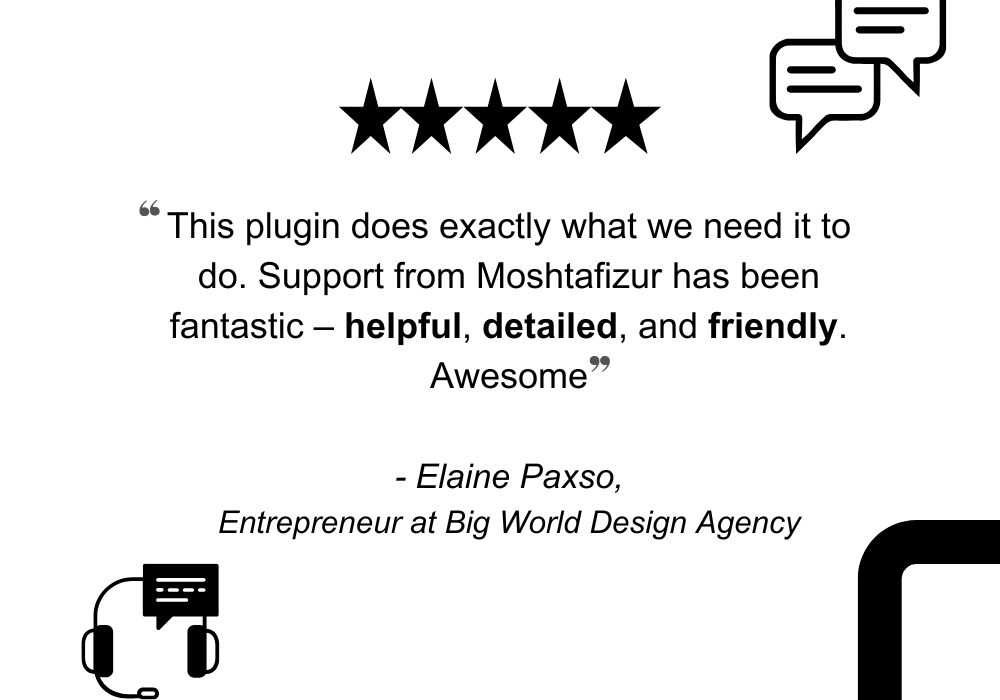 “ This plugin does exactly what we need it to
do. Support from Moshtafizur has been
fantastic – helpful, detailed, and friendly.
Awesome”
- Elaine Paxso,
Entrepreneur at Big World Design Agency